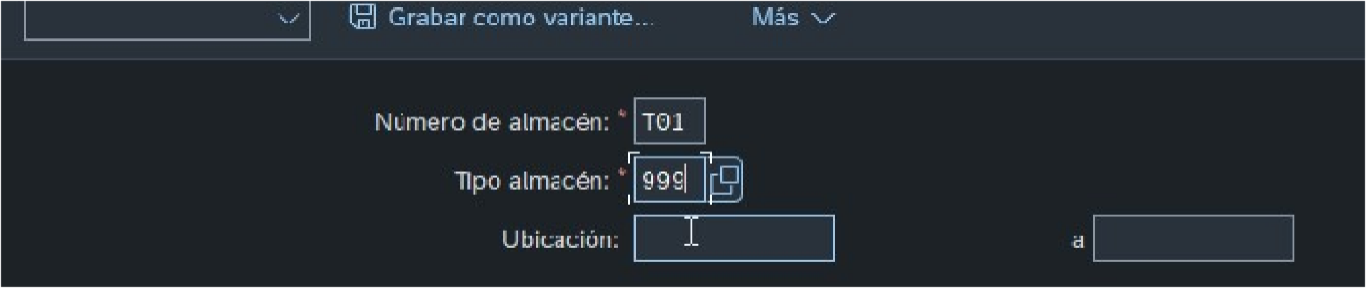 Grabar como variante... Más
Número de almacén: * T01
Tipo almacén: * 999
Ubicación: a